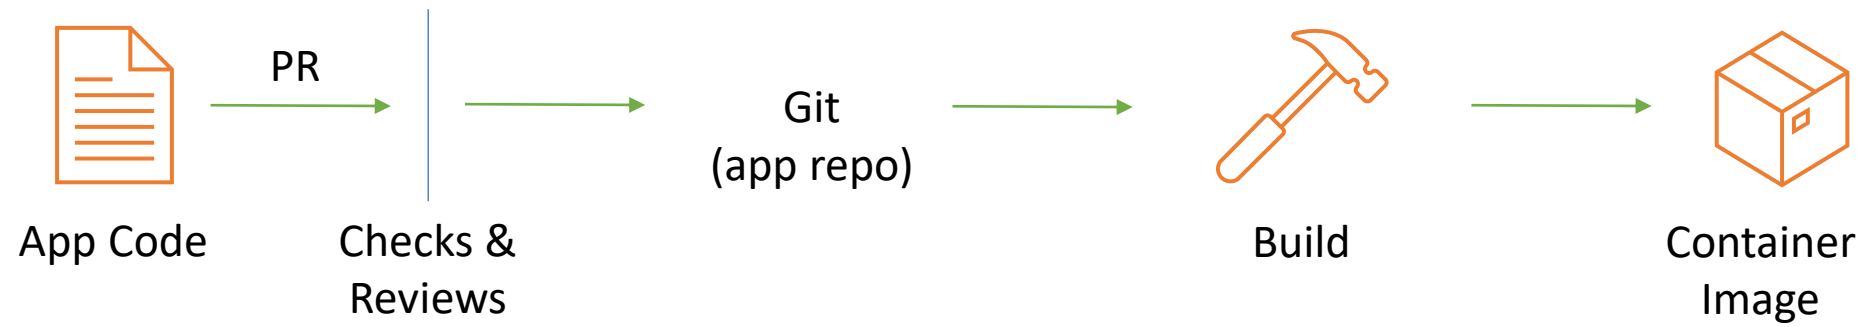 PR
App Code
Checks &
Reviews
Git
(app repo)
Build
Container
Image